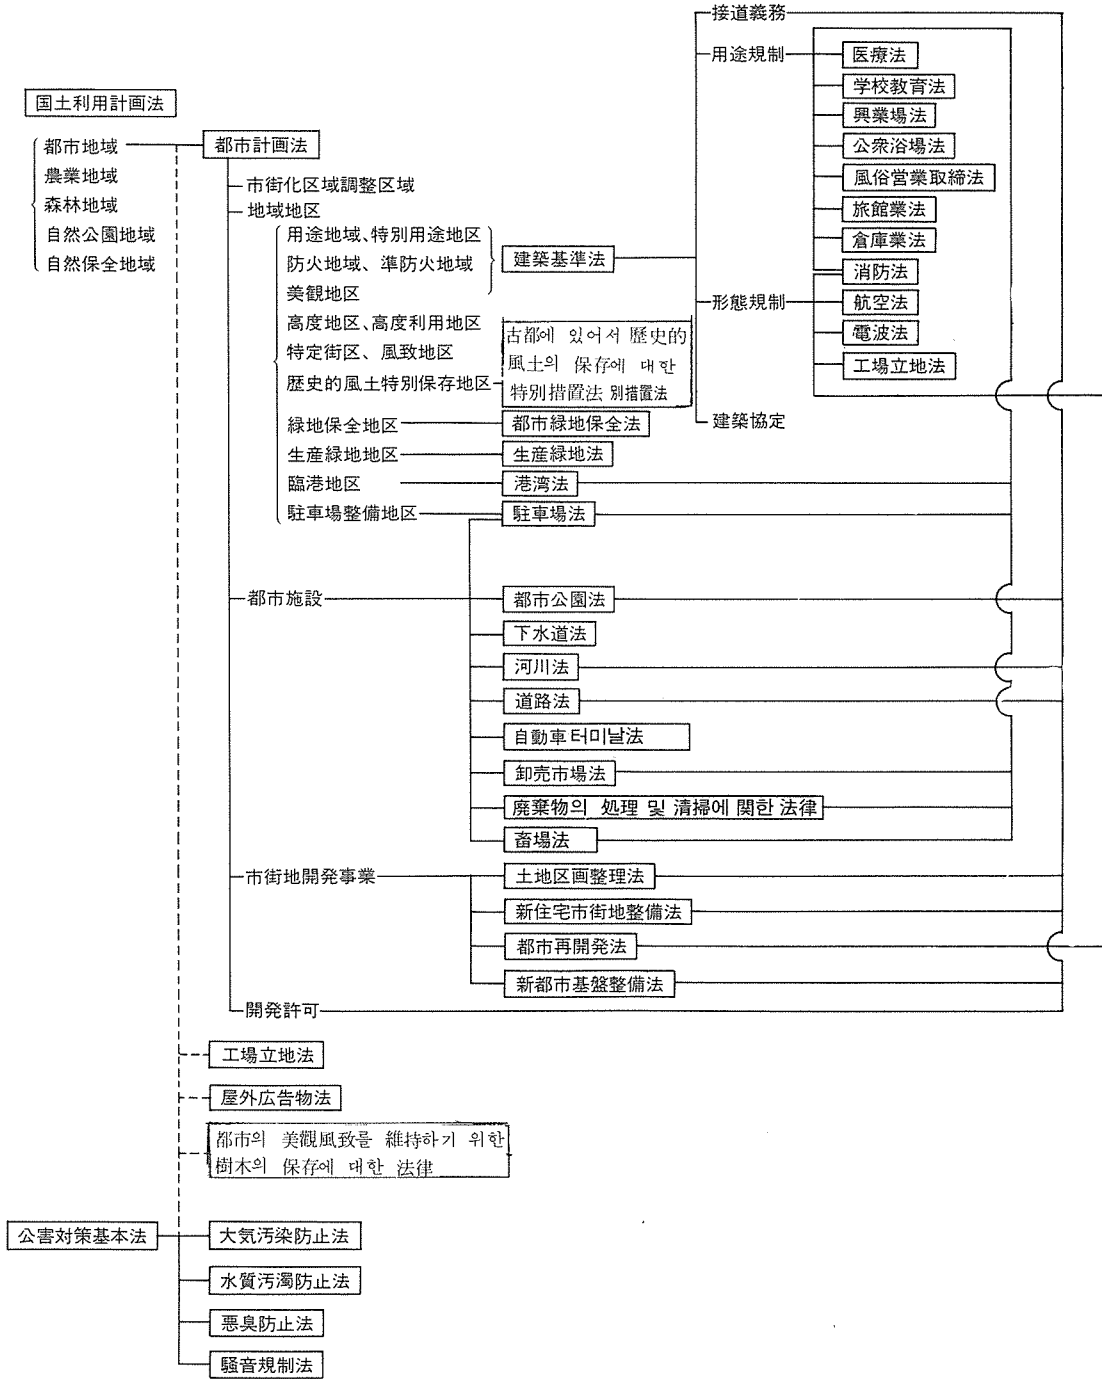 国土利用計画法
都市地域
農業地域
森林地域
自然公園地域
自然保全地域
都市計画法
市街化区域調整区域
地域地区
用途地域、特別用途地区
防火地域、準防火地域
美観地区
高度地区、高度利用地区
特定街区、風致地区
歴史的風土特別保存地区
緑地保全地区
生産緑地地区
臨港地区
駐車場整備地区
建築基準法
古都에 있어서 歷史的
風土의 保存에 대한
特別措置法 別措置法
都市緑地保全法
生産緑地法
港湾法
駐車場法
接道義務
用途規制
形態規制
建築協定
医療法
学校教育法
興業場法
公衆浴場法
風俗営業取締法
旅館業法
倉庫業法
消防法
航空法
電波法
工場立地法
都市施設
都市公園法
下水道法
河川法
道路法
自動車터미날法
卸売市場法
廃棄物의 処理 및 清掃에 関한 法律
畜場法
市街地開発事業
土地区画整理法
新住宅市街地整備法
都市再開発法
新都市基盤整備法
開発許可
工場立地法
屋外広告物法
都市의 美觀風致를 維持하기 위한
樹木의 保存에 대한 法律
公害対策基本法
大気汚染防止法
水質汚濁防止法
悪臭防止法
騒音規制法